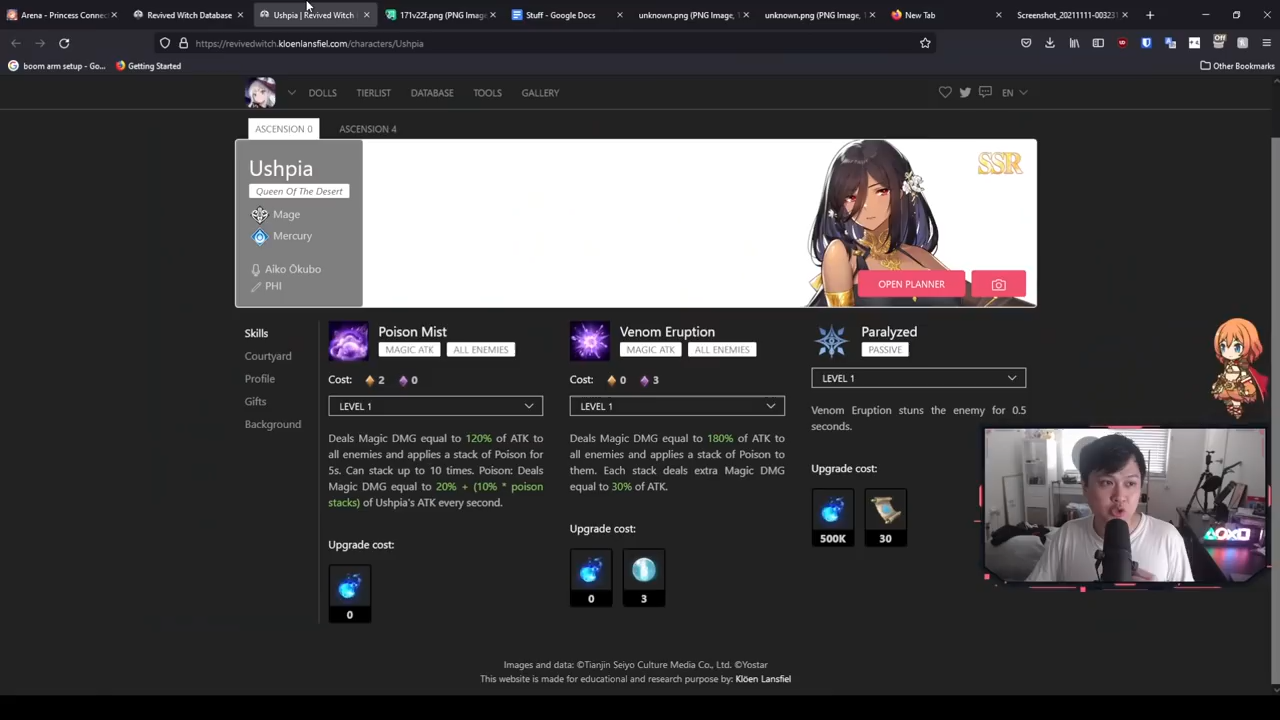 Arena - Princess Connect
Revived Witch Database
Ushpia | Revived Witch
171v22f.png (PNG Image
Stuff - Google Docs
unknown.png (PNG Image,
unknown.png (PNG Image,
New Tab
Screenshot_20211111-00323
https://revivedwitch.kloenlansfiel.com/characters/Ushpia
Off
boom arm setup - Go...
Getting Started
Other Bookmarks
DOLLS
TIERLIST
DATABASE
TOOLS
GALLERY
EN
ASCENSION 0
ASCENSION 4
Ushpia
Queen Of The Desert
Mage
Mercury
Aiko Ōkubo
PHI
SSR
OPEN PLANNER
Skills
Courtyard
Profile
Gifts
Background
Poison Mist
MAGIC ATK
ALL ENEMIES
Cost: 2 0
LEVEL 1
Deals Magic DMG equal to 120% of ATK to
all enemies and applies a stack of Poison for
5s. Can stack up to 10 times. Poison: Deals
Magic DMG equal to 20% + (10% * poison
stacks) of Ushpia's ATK every second.
Upgrade cost:
0
Venom Eruption
MAGIC ATK
ALL ENEMIES
Cost: 0 3
LEVEL 1
Deals Magic DMG equal to 180% of ATK to
all enemies and applies a stack of Poison to
them. Each stack deals extra Magic DMG
equal to 30% of ATK.
Upgrade cost:
0
3
Paralyzed
PASSIVE
LEVEL 1
Venom Eruption stuns the enemy for 0.5
seconds.
Upgrade cost:
500K
30
Images and data: ©Tianjin Seiyo Culture Media Co., Ltd. ©Yostar
This website is made for educational and research purpose by: Klöen Lansfiel